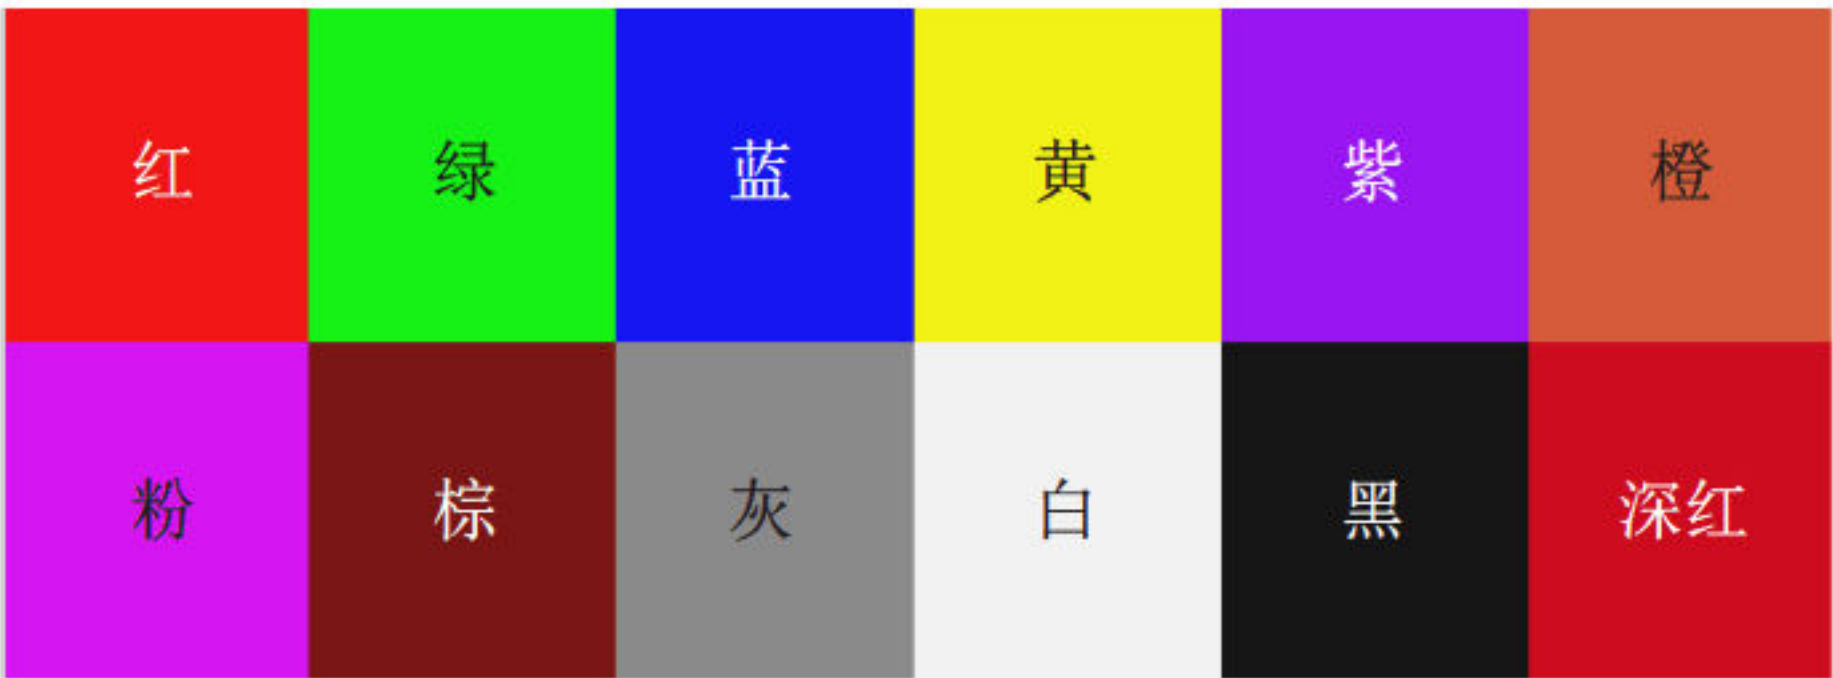 红 绿 蓝 黄 紫 橙
粉 棕 灰 白 黑 深红